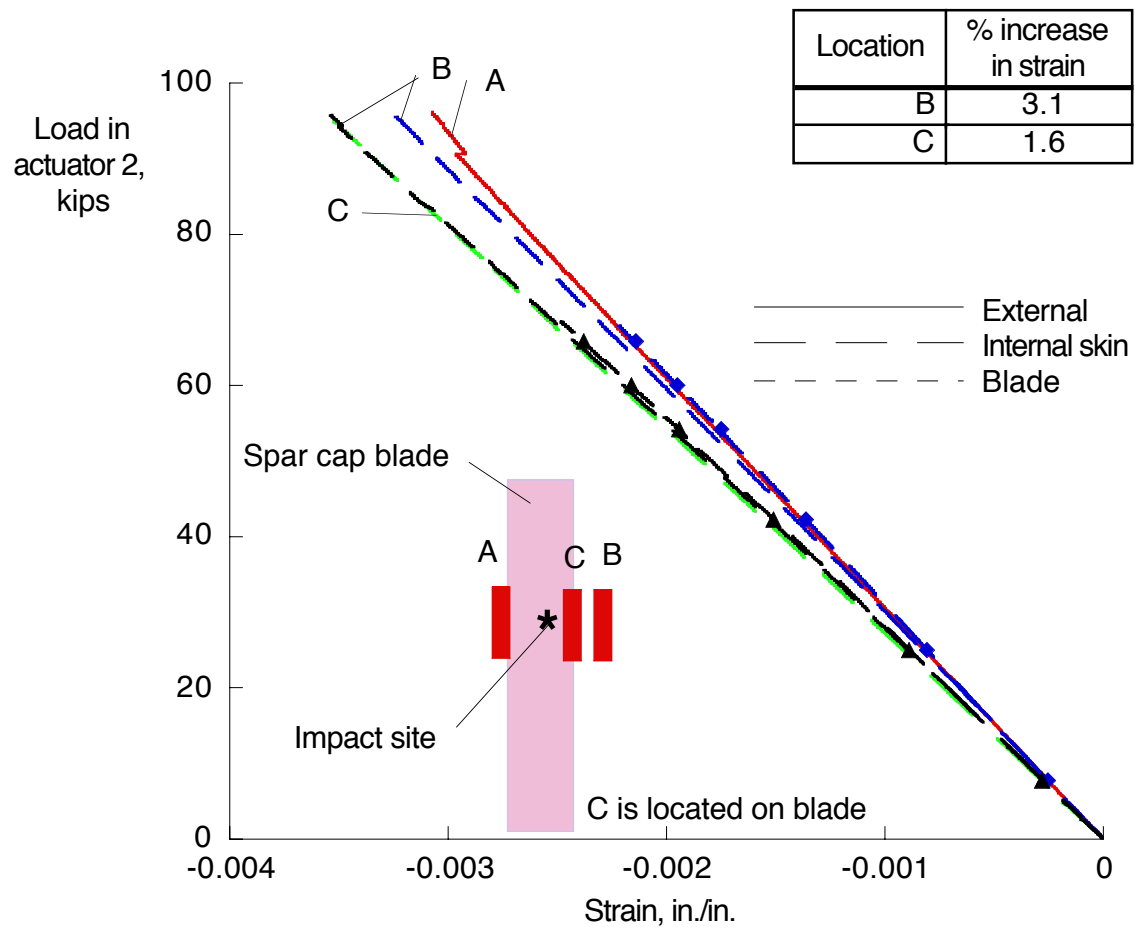 Location
% increase
in strain
B
3.1
C
1.6
Load in
actuator 2,
kips
100
80
60
40
20
0
B
A
C
External
Internal skin
Blade
Spar cap blade
A
C
B
*
Impact site
C is located on blade
-0.004
-0.003
-0.002
-0.001
0
Strain, in./in.